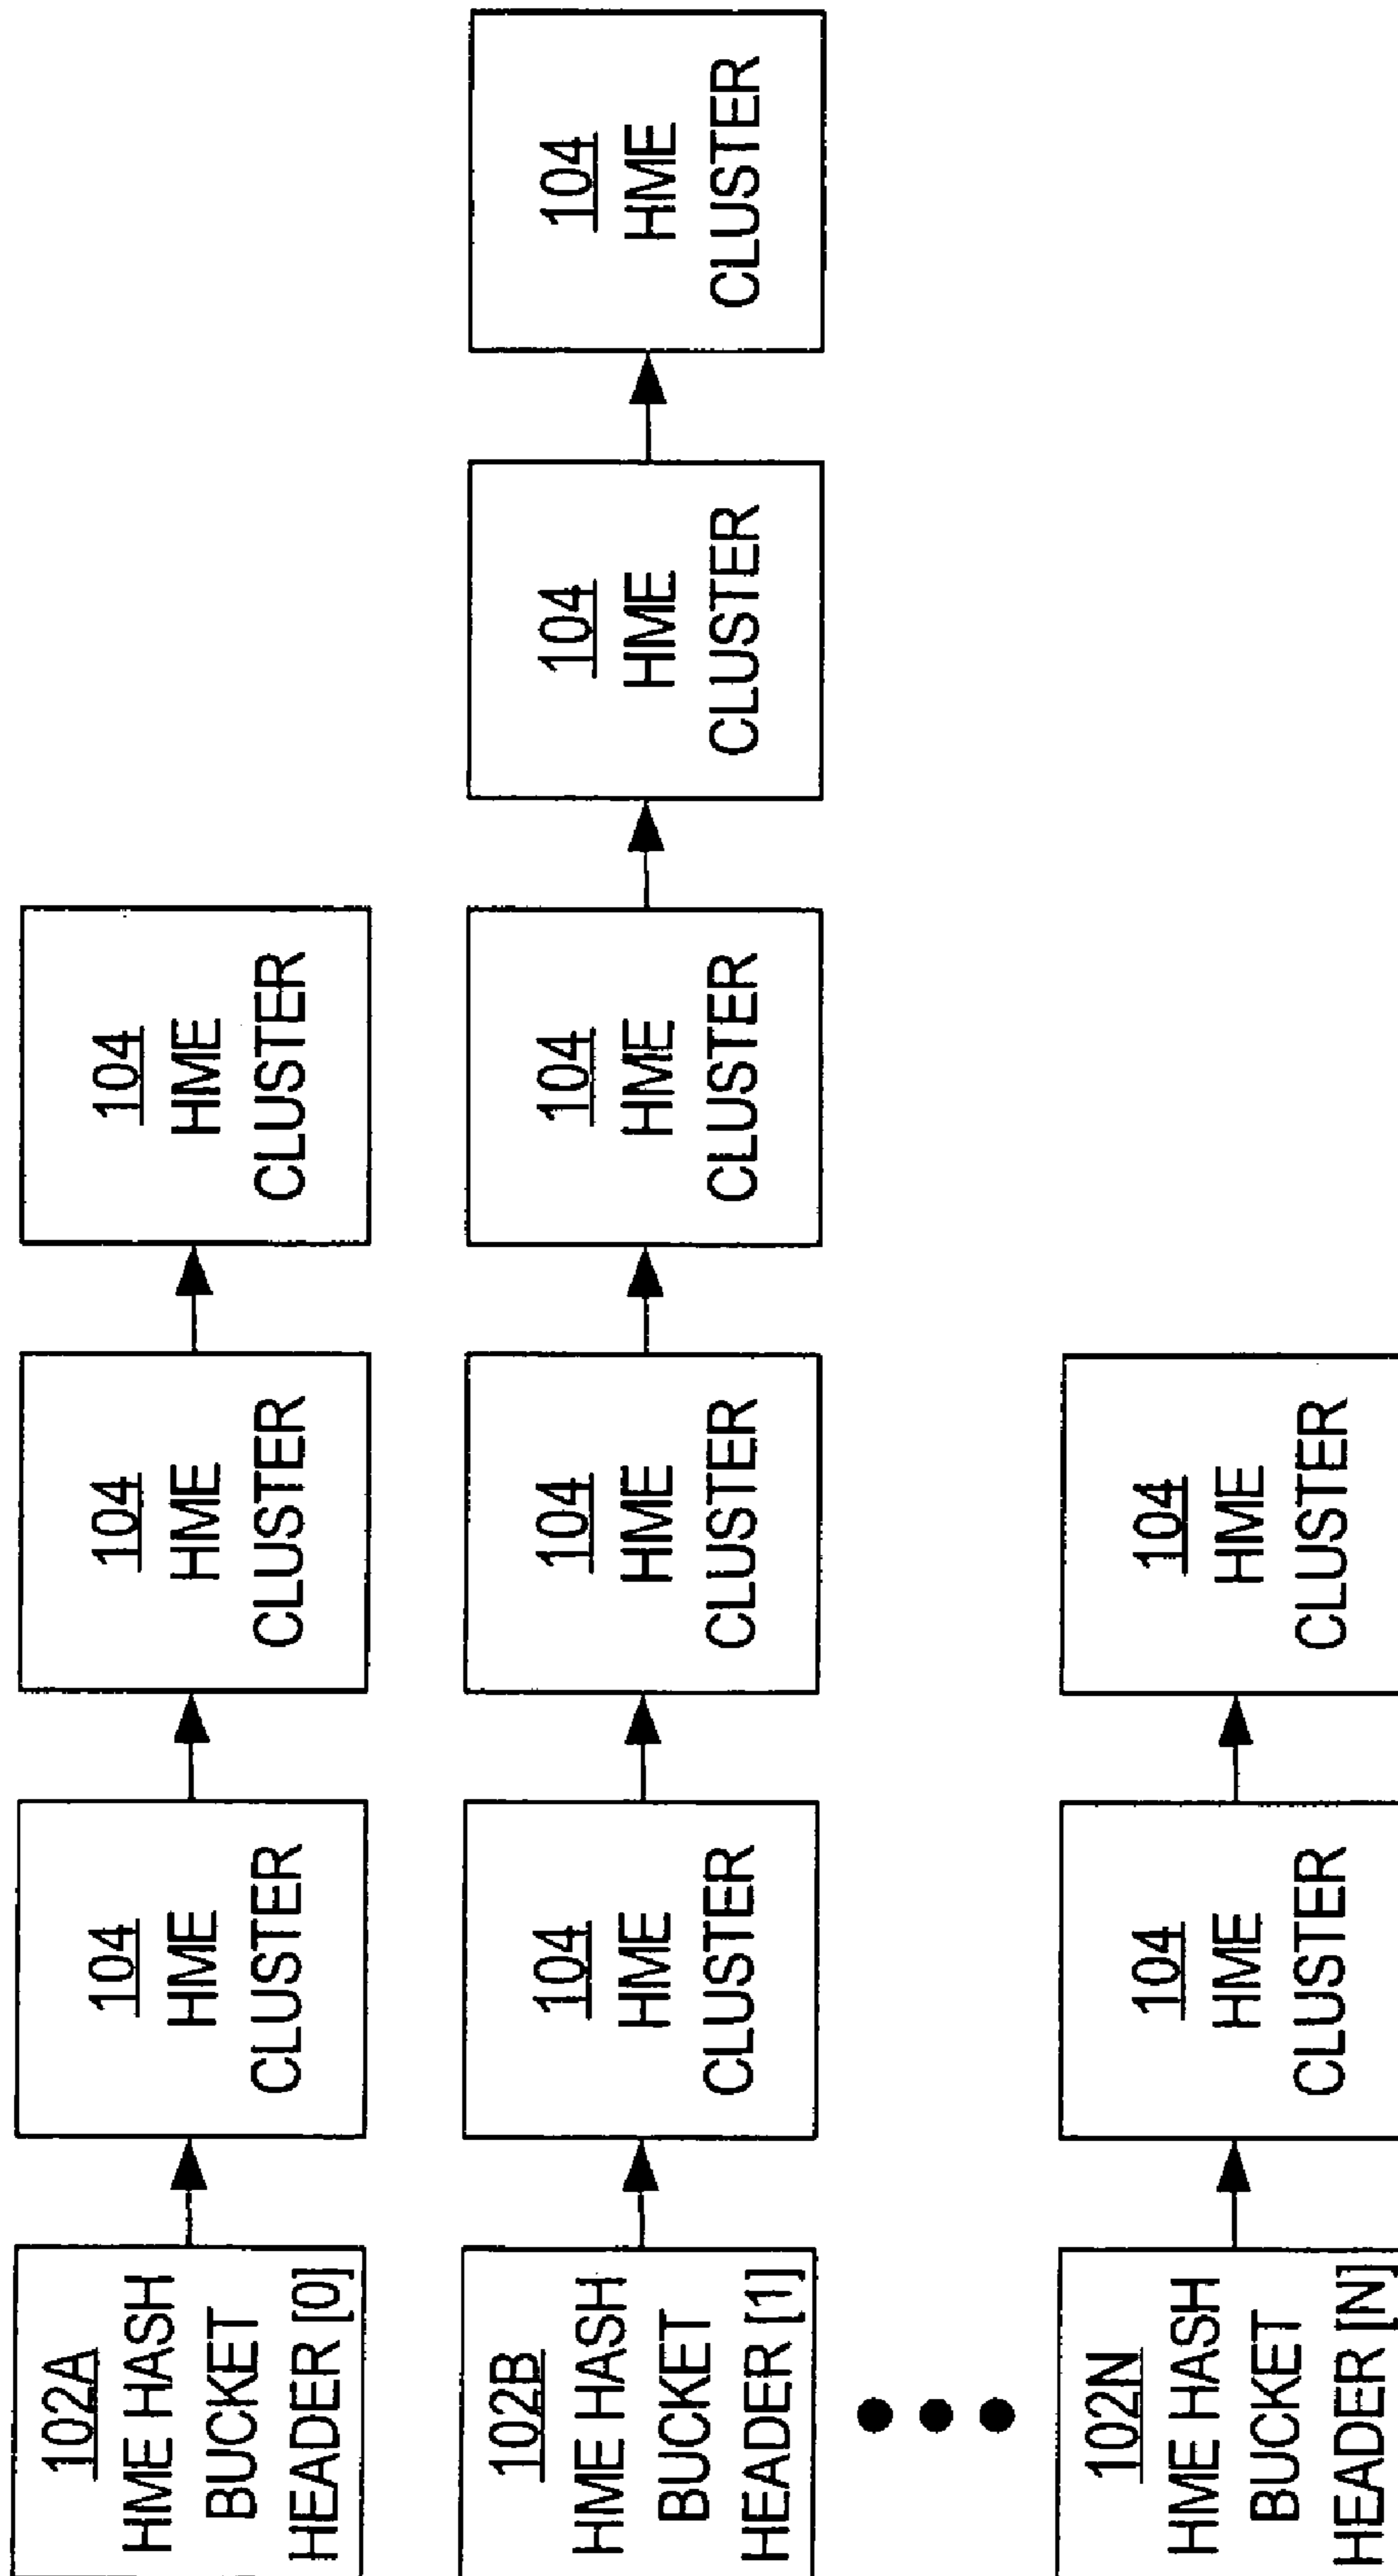 102A
HME HASH
BUCKET
HEADER [0]
104
HME
CLUSTER
104
HME
CLUSTER
104
HME
CLUSTER
102B
HME HASH
BUCKET
HEADER [1]
104
HME
CLUSTER
104
HME
CLUSTER
104
HME
CLUSTER
104
HME
CLUSTER
104
HME
CLUSTER
102N
HME HASH
BUCKET
HEADER [N]
104
HME
CLUSTER
104
HME
CLUSTER